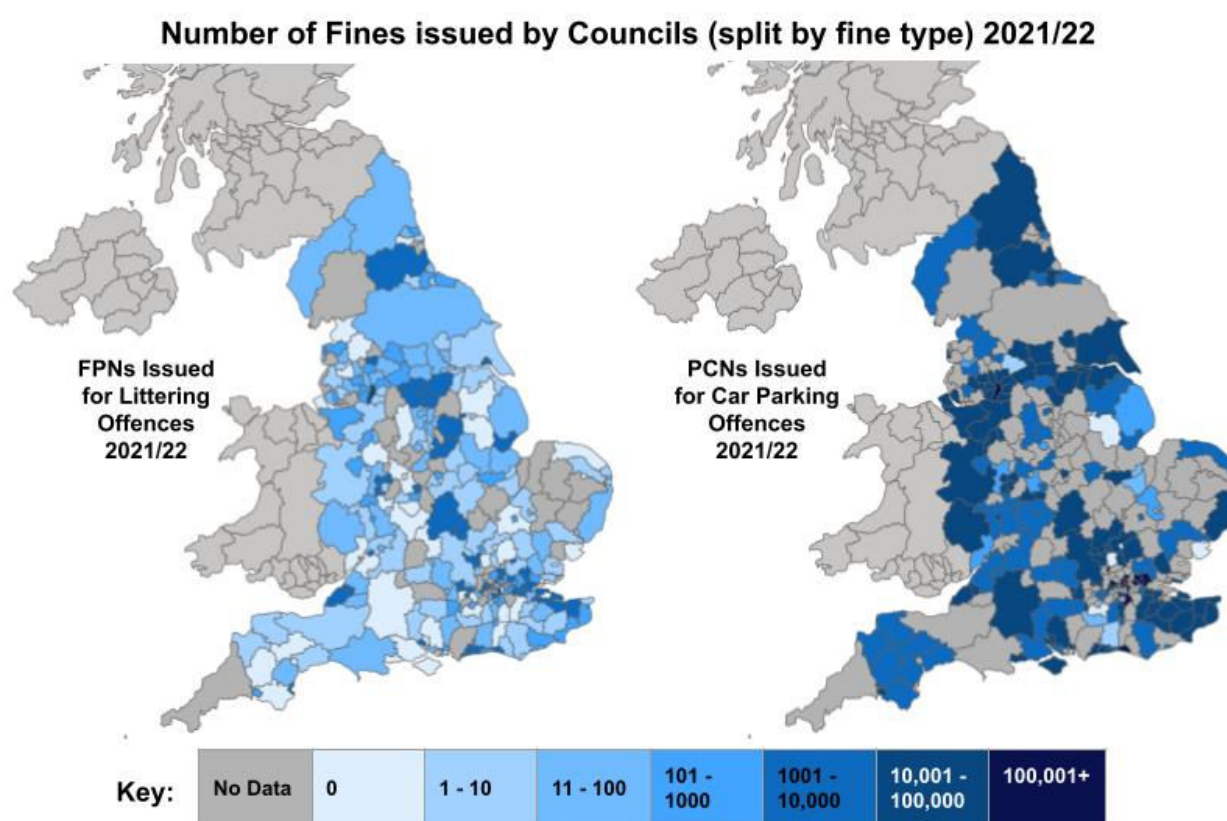 Number of Fines issued by Councils (split by fine type) 2021/22
FPNs Issued
for Littering
Offences
2021/22
PCNs Issued
for Car Parking
Offences
2021/22
Key:
No Data
0
1 - 10
11 - 100
101 -
1000
1001 -
10,000
10,001 -
100,000
100,001+